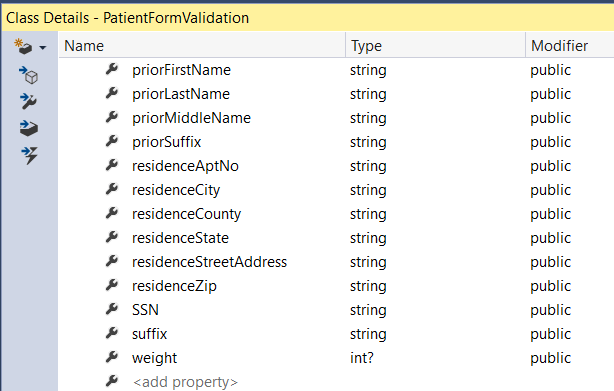 Class Details - PatientFormValidation
Name Type Modifier
priorFirstName string public
priorLastName string public
priorMiddleName string public
priorSuffix string public
residenceAptNo string public
residenceCity string public
residenceCounty string public
residenceState string public
residenceStreetAddress string public
residenceZip string public
SSN string public
suffix string public
weight int? public
<add property>